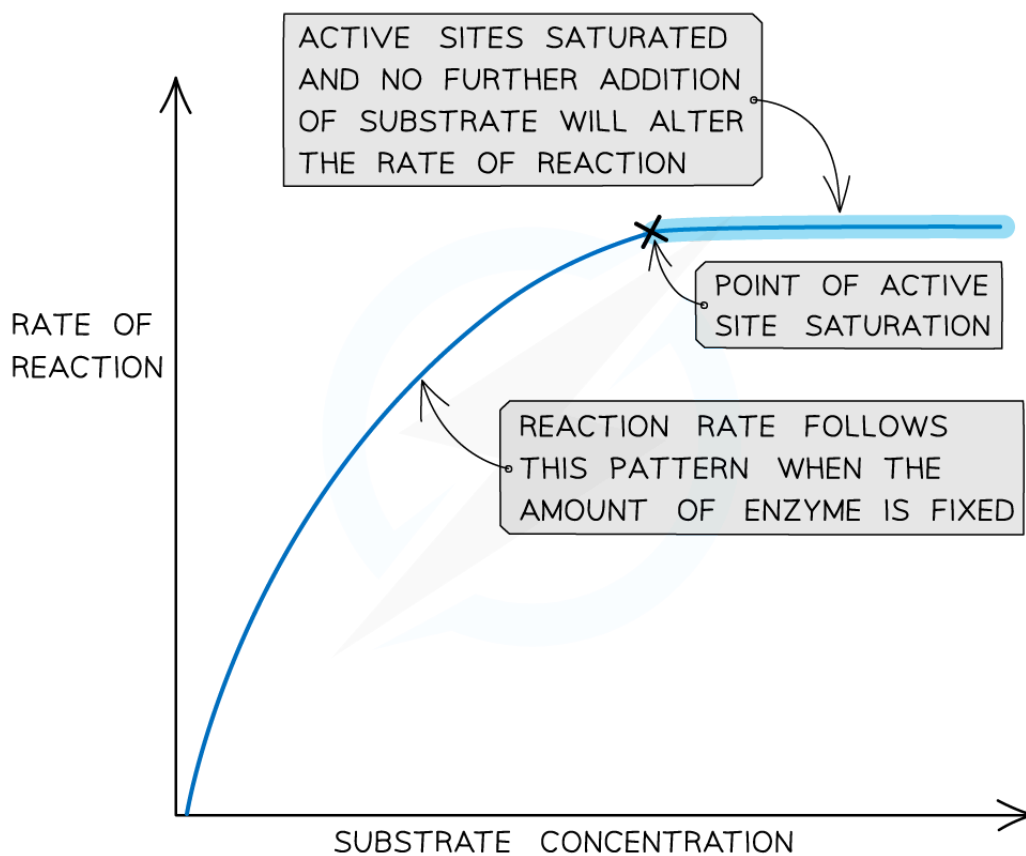 ACTIVE SITES SATURATED
AND NO FURTHER ADDITION
OF SUBSTRATE WILL ALTER
THE RATE OF REACTION
POINT OF ACTIVE
SITE SATURATION
RATE OF
REACTION
REACTION RATE FOLLOWS
THIS PATTERN WHEN THE
AMOUNT OF ENZYME IS FIXED
SUBSTRATE CONCENTRATION